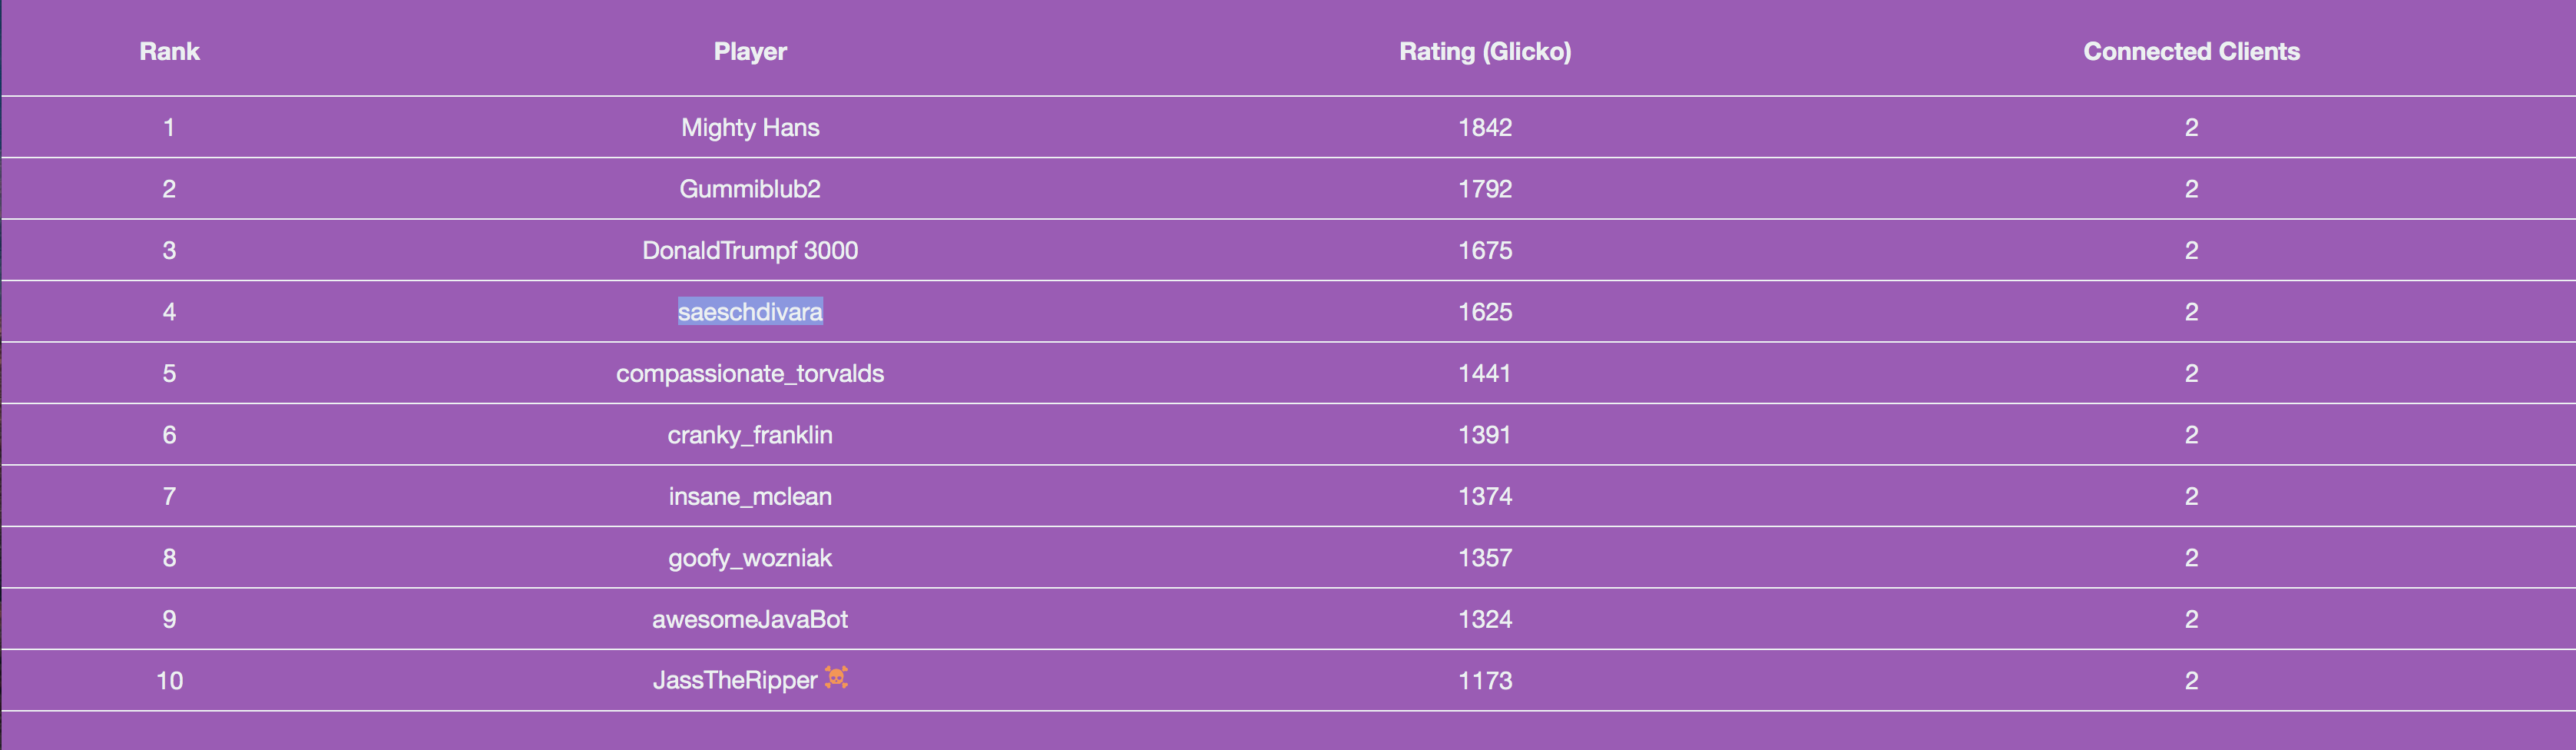 Rank Player Rating (Glicko) Connected Clients
1 Mighty Hans 1842 2
2 Gummiblub2 1792 2
3 DonaldTrumpf 3000 1675 2
4 saeschdivara 1625 2
5 compassionate_torvalds 1441 2
6 cranky_franklin 1391 2
7 insane_mclean 1374 2
8 goofy_wozniak 1357 2
9 awesomeJavaBot 1324 2
10 JassTheRipper ☠ 1173 2